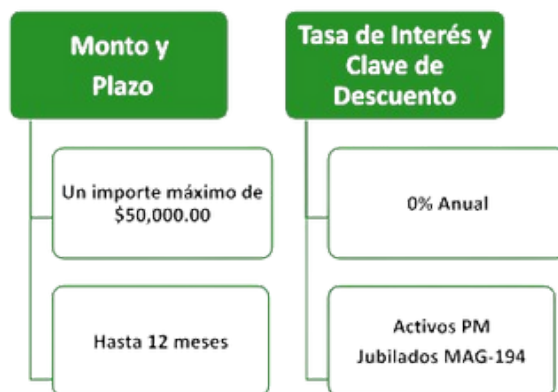 Monto y
Plazo
Un importe máximo de
$50,000.00
Hasta 12 meses
Tasa de Interés y
Clave de
Descuento
0% Anual
Activos PM
Jubilados MAG-194